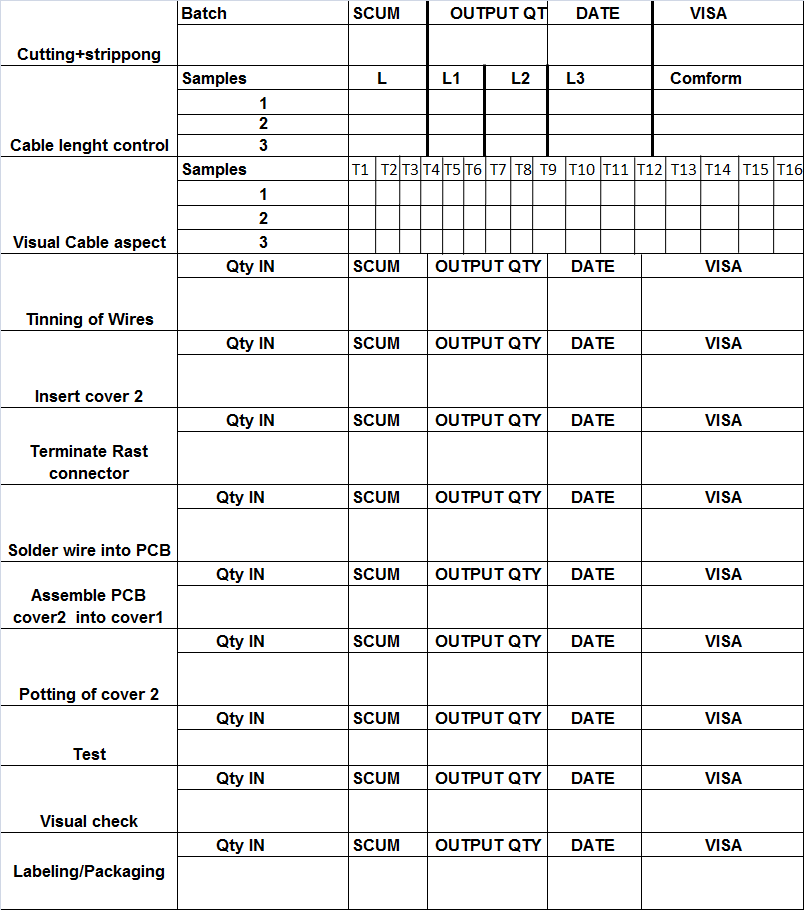 Batch SCUM OUTPUT QT DATE VISA
Cutting+strippong
Samples L L1 L2 L3 Comform
1
2
Cable lenght control 3
Samples T1 T2 T3 T4 T5 T6 T7 T8 T9 T10 T11 T12 T13 T14 T15 T16
1
2
Visual Cable aspect 3
Qty IN SCUM OUTPUT QTY DATE VISA
Tinning of Wires
Qty IN SCUM OUTPUT QTY DATE VISA
Insert cover 2
Qty IN SCUM OUTPUT QTY DATE VISA
Terminate Rast
connector
Qty IN SCUM OUTPUT QTY DATE VISA
Solder wire into PCB
Qty IN SCUM OUTPUT QTY DATE VISA
Assemble PCB
cover2 into cover1
Qty IN SCUM OUTPUT QTY DATE VISA
Potting of cover 2
Qty IN SCUM OUTPUT QTY DATE VISA
Test
Qty IN SCUM OUTPUT QTY DATE VISA
Visual check
Qty IN SCUM OUTPUT QTY DATE VISA
Labeling/Packaging